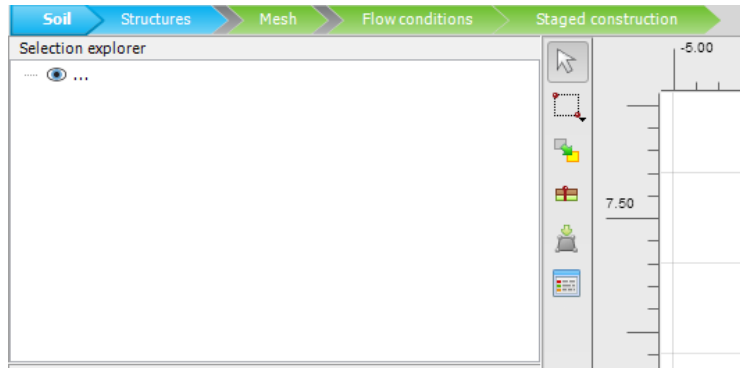 Soil Structures Mesh Flow conditions Staged construction
Selection explorer
...
-5.00
7.50